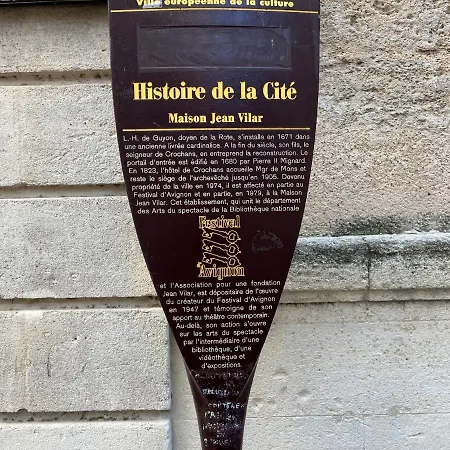 Ville européenne de la culture
Histoire de la Cité
Maison Jean Vilar
L.-H. de Guyon, doyen de la Rote, s'installa en 1671 dans
une ancienne livrée cardinalice. A la fin du siècle, son fils, le
seigneur de Crochans, en entreprend la reconstruction. Le
portail d'entrée est édifié en 1680 par Pierre II Mignard.
En 1823, l'hôtel de Crochans accueille Mgr de Mons et
reste le siège de l'archevêché jusqu'en 1905. Devenu
propriété de la ville en 1974, il est affecté en partie au
Festival d'Avignon et en partie, en 1979, à la Maison
Jean Vilar. Cet établissement, qui unit le département
des Arts du spectacle de la Bibliothèque nationale
Festival
d'Avignon
et l'Association pour une fondation
Jean Vilar, est dépositaire de l'œuvre
du créateur du Festival d'Avignon
en 1947 et témoigne de son
apport au théâtre contemporain.
Au-delà, son action s'ouvre
sur les arts du spectacle
par l'intermédiaire d'une
bibliothèque, d'une
vidéothèque et
d'expositions.